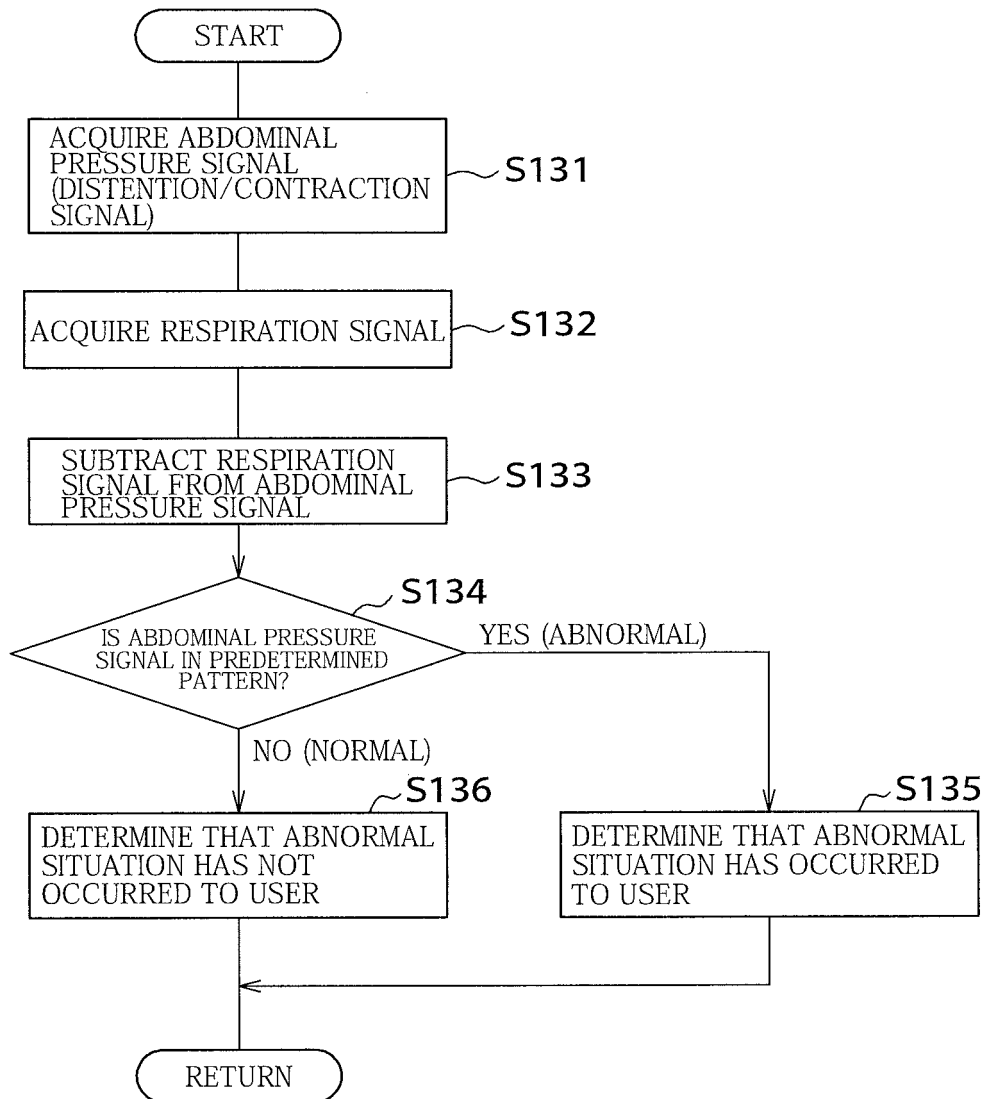 START
ACQUIRE ABDOMINAL
PRESSURE SIGNAL
(DISTENTION/CONTRACTION
SIGNAL)
S131
ACQUIRE RESPIRATION SIGNAL
S132
SUBTRACT RESPIRATION
SIGNAL FROM ABDOMINAL
PRESSURE SIGNAL
S133
S134
IS ABDOMINAL PRESSURE
SIGNAL IN PREDETERMINED
PATTERN?
YES (ABNORMAL)
NO (NORMAL)
S136
DETERMINE THAT ABNORMAL
SITUATION HAS NOT
OCCURRED TO USER
S135
DETERMINE THAT ABNORMAL
SITUATION HAS OCCURRED
TO USER
RETURN